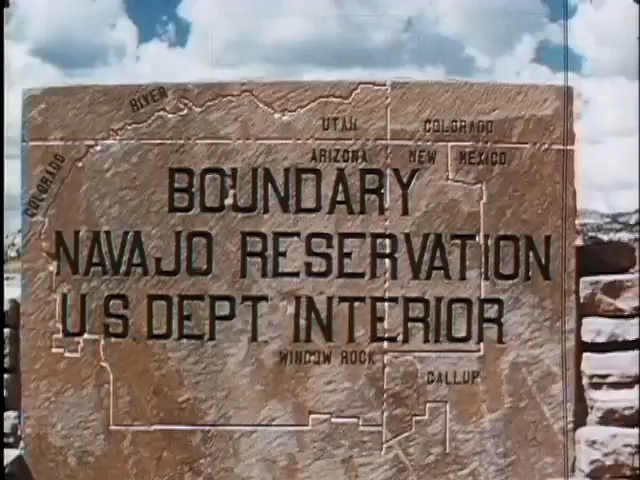 RIVER
UTAH COLORADO
COLORADO
ARIZONA NEW MEXICO
BOUNDARY
NAVAJO RESERVATION
U.S. DEPT INTERIOR
WINDOW ROCK
GALLUP